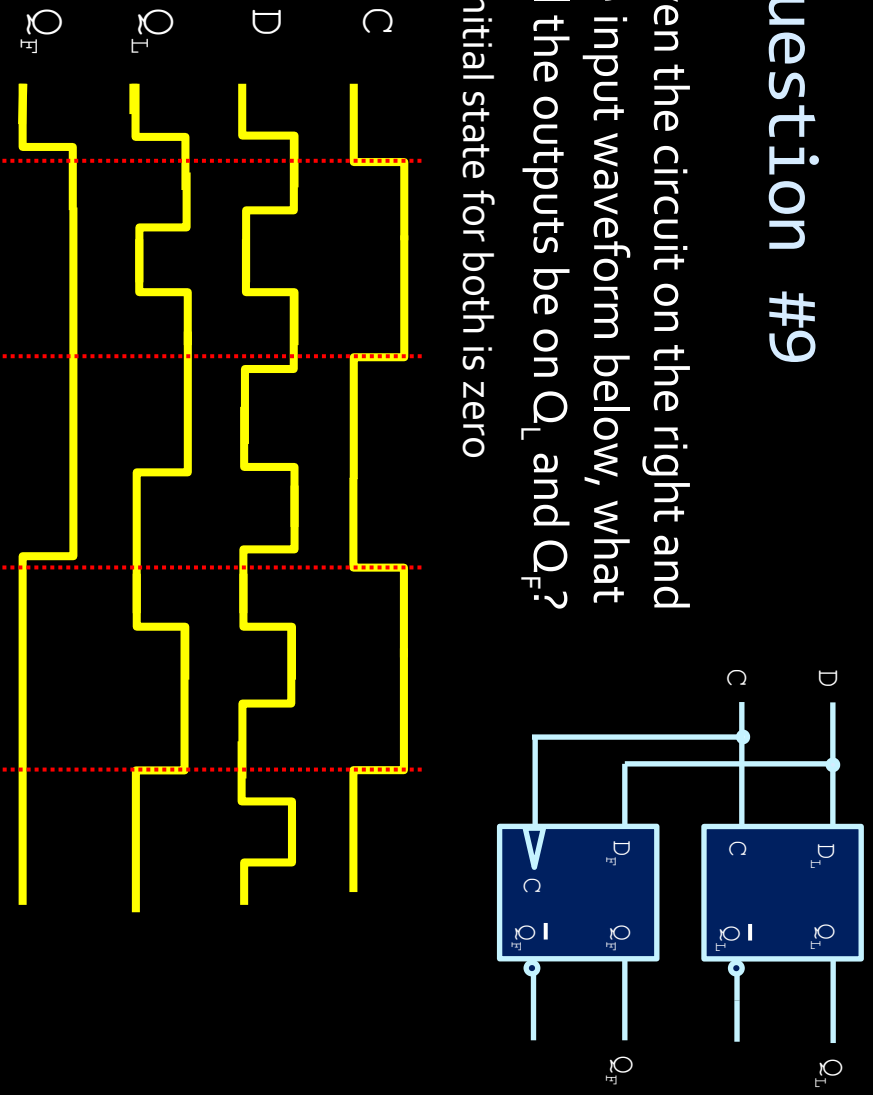 uestion #9
ven the circuit on the right and
input waveform below, what
the outputs be on QL and QF?
nitial state for both is zero
C
D
QL
QF
D
C
DL
QL
C
QL
DF
QF
C
QF
QL
QF